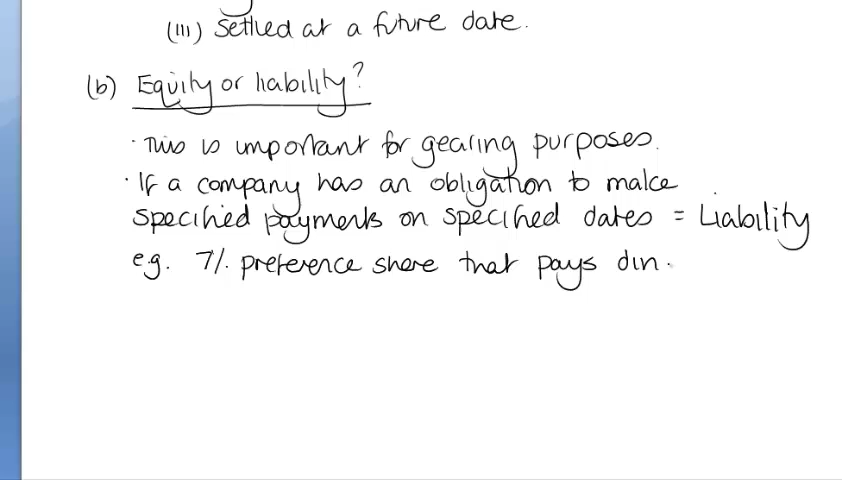 (III) Settled at a future date.
(b) Equity or liability?
· This is important for gearing purposes.
· If a company has an obligation to make
specified payments on specified dates = Liability
e.g. 7% preference share that pays div